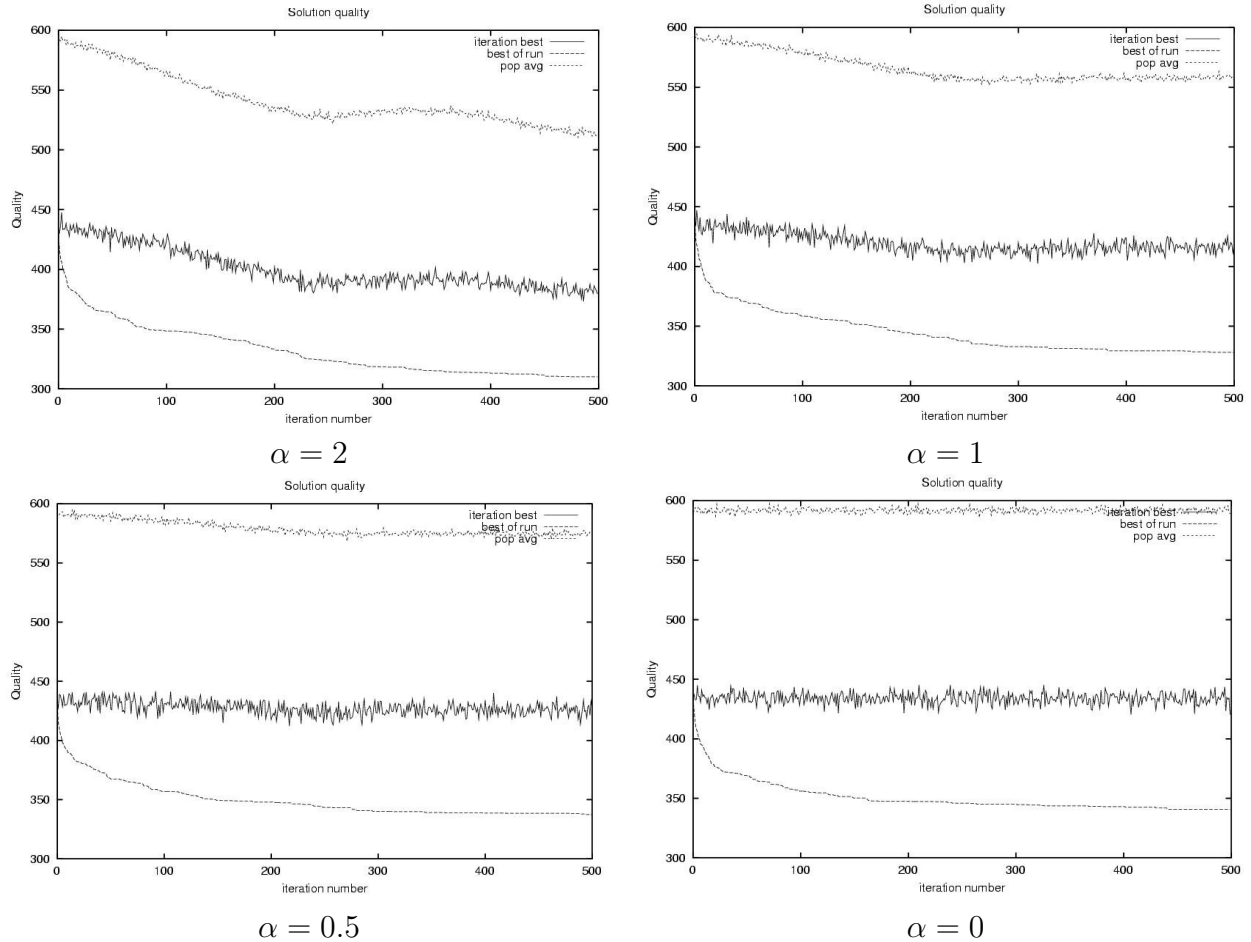 Solution quality
600
550
500
450
400
350
300
Quality
iteration best
best of run
pop avg
0
100
200
300
400
500
iteration number
α = 2
Solution quality
600
550
500
450
400
350
300
Quality
iteration best
best of run
pop avg
0
100
200
300
400
500
iteration number
α = 1
Solution quality
600
550
500
450
400
350
300
Quality
iteration best
best of run
pop avg
0
100
200
300
400
500
iteration number
α = 0.5
Solution quality
600
550
500
450
400
350
300
Quality
iteration best
best of run
pop avg
0
100
200
300
400
500
iteration number
α = 0